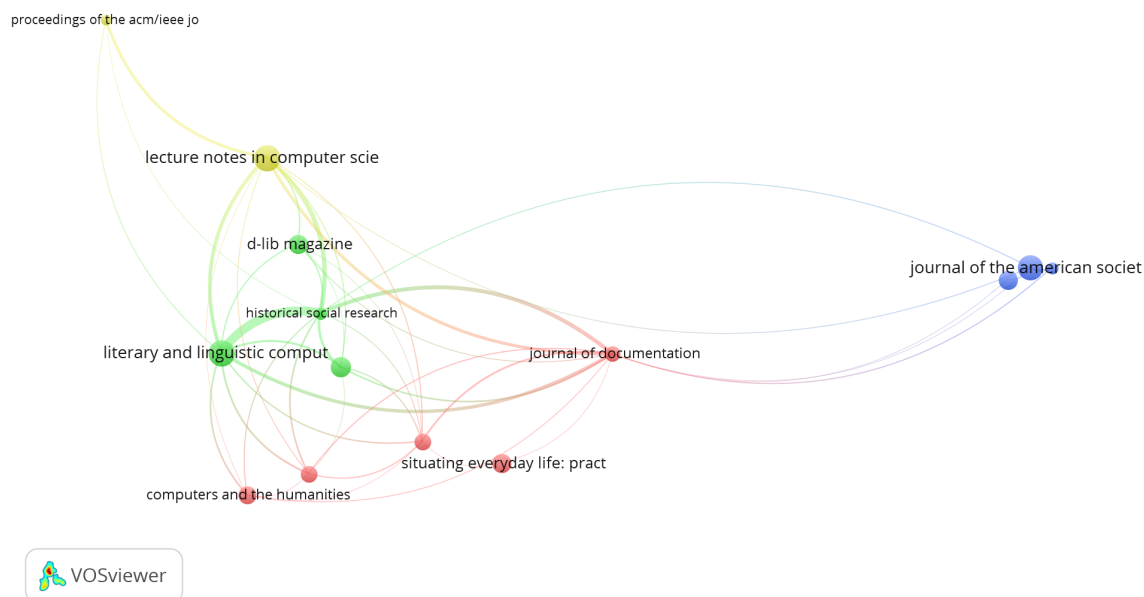 proceedings of the acm/ieee jo
lecture notes in computer scie
d-lib magazine
journal of the american societ
historical social research
literary and linguistic comput
journal of documentation
situating everyday life: pract
computers and the humanities
VOSviewer